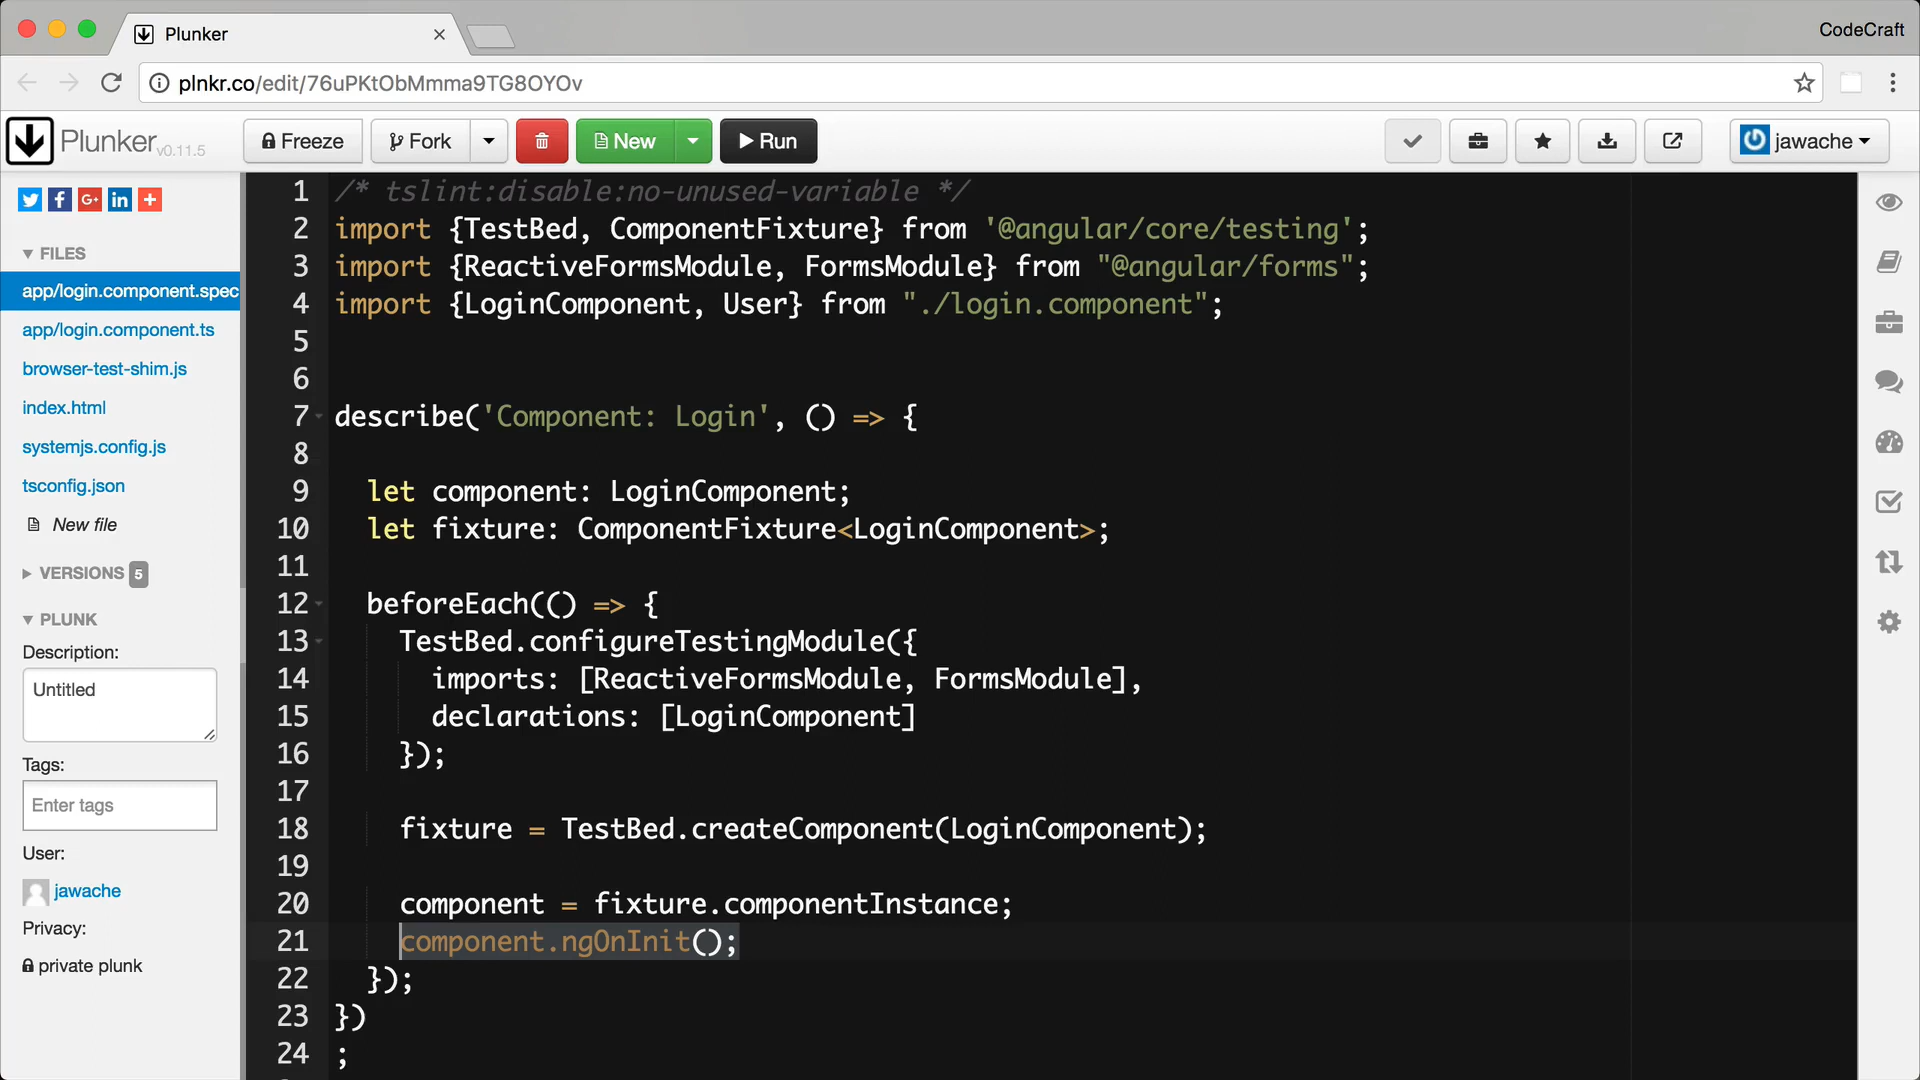 Plunker
CodeCraft
plnkr.co/edit/76uPKtObMmma9TG8OYOv
Plunker v0.11.5
Freeze
Fork
New
Run
jawache
FILES
app/login.component.spec
app/login.component.ts
browser-test-shim.js
index.html
systemjs.config.js
tsconfig.json
New file
VERSIONS 5
PLUNK
Description:
Untitled
Tags:
Enter tags
User:
jawache
Privacy:
private plunk
1 /* tslint:disable:no-unused-variable */
2 import {TestBed, ComponentFixture} from '@angular/core/testing';
3 import {ReactiveFormsModule, FormsModule} from "@angular/forms";
4 import {LoginComponent, User} from "./login.component";
5
6
7 describe('Component: Login', () => {
8
9 let component: LoginComponent;
10 let fixture: ComponentFixture<LoginComponent>;
11
12 beforeEach(() => {
13 TestBed.configureTestingModule({
14 imports: [ReactiveFormsModule, FormsModule],
15 declarations: [LoginComponent]
16 });
17
18 fixture = TestBed.createComponent(LoginComponent);
19
20 component = fixture.componentInstance;
21 component.ngOnInit();
22 });
23 })
24 ;